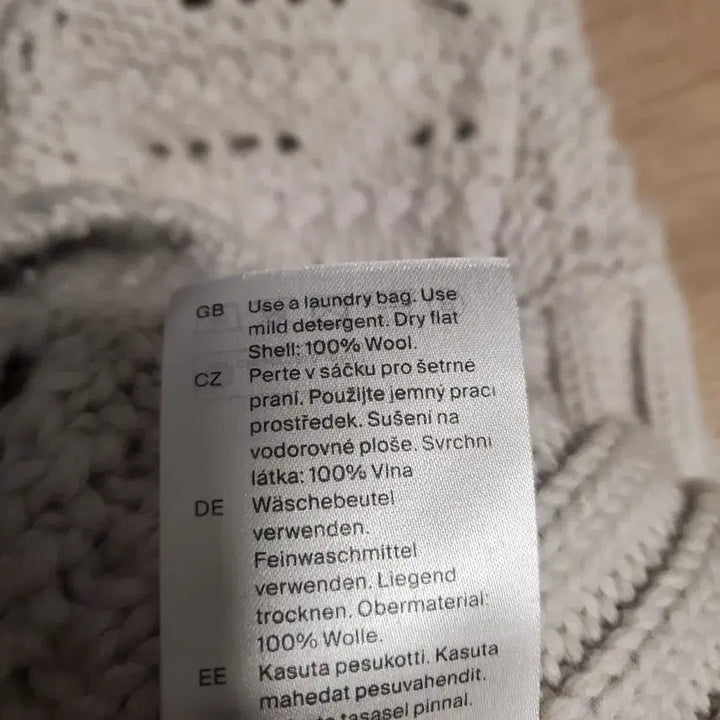 GB Use a laundry bag. Use
mild detergent. Dry flat
Shell: 100% Wool.
CZ Perte v sáčku pro šetrné
praní. Použijte jemný prací
prostředek. Sušení na
vodorovné ploše. Svrchní
látka: 100% Vlna
DE Wäschebeutel
verwenden.
Feinwaschmittel
verwenden. Liegend
trocknen. Obermaterial:
100% Wolle.
EE Kasuta pesukotti. Kasuta
mahedat pesuvahendit.
tasasel pinnal.